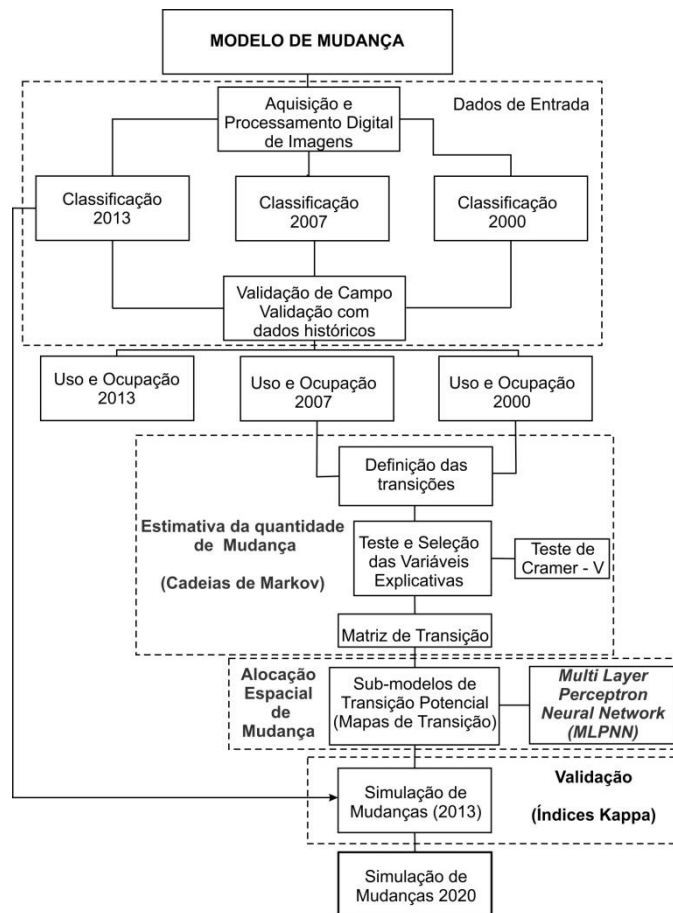 MODELO DE MUDANÇA
Dados de Entrada
Aquisição e
Processamento Digital
de Imagens
Classificação
2013
Classificação
2007
Classificação
2000
Validação de Campo
Validação com
dados históricos
Uso e Ocupação
2013
Uso e Ocupação
2007
Uso e Ocupação
2000
Definição das
transições
Estimativa da quantidade
de Mudança
(Cadeias de Markov)
Teste e Seleção
das Variáveis
Explicativas
Teste de
Cramer - V
Matriz de Transição
Alocação
Espacial
de
Mudança
Sub-modelos de
Transição Potencial
(Mapas de Transição)
Multi Layer
Perceptron
Neural Network
(MLPNN)
Simulação de
Mudanças (2013)
Validação
(Índices Kappa)
Simulação de
Mudanças 2020